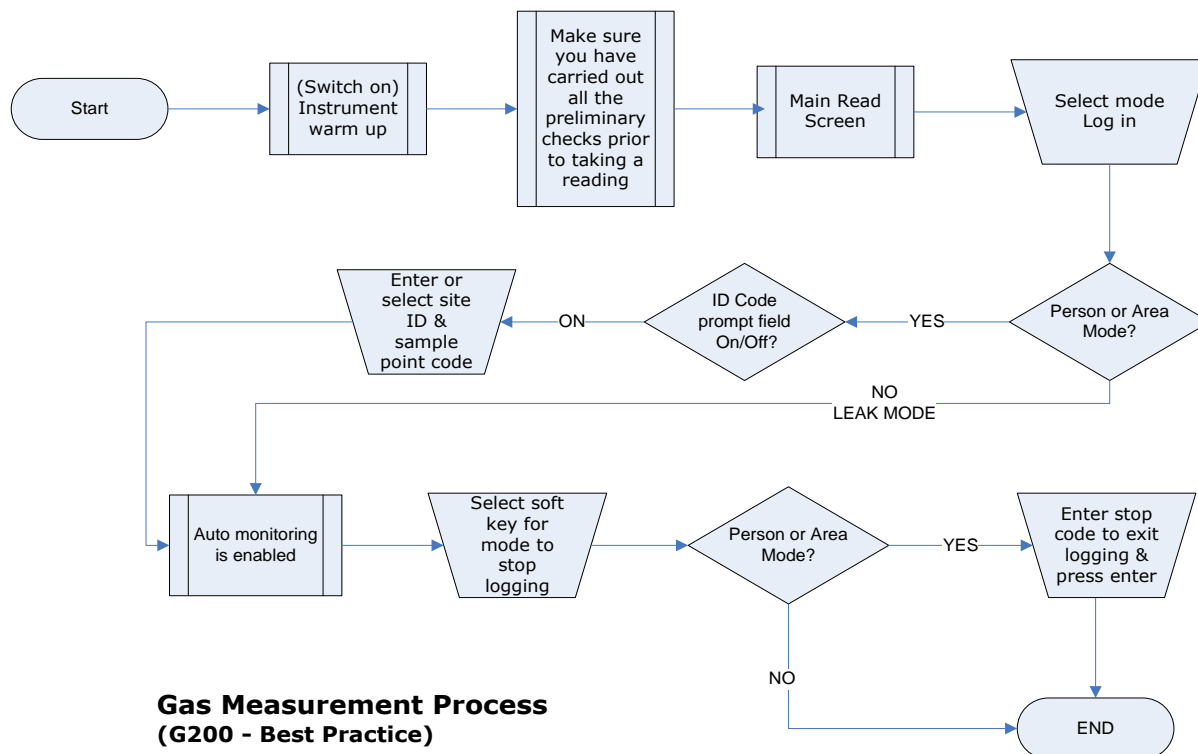 Start
(Switch on)
Instrument
warm up
Make sure
you have
carried out
all the
preliminary
checks prior
to taking a
reading
Main Read
Screen
Select mode
Log in
Person or Area
Mode?
YES
ID Code
prompt field
On/Off?
ON
Enter or
select site
ID &
sample
point code
NO
LEAK MODE
Auto monitoring
is enabled
Select soft
key for
mode to
stop
logging
Person or Area
Mode?
YES
Enter stop
code to exit
logging &
press enter
NO
END
Gas Measurement Process
(G200 - Best Practice)